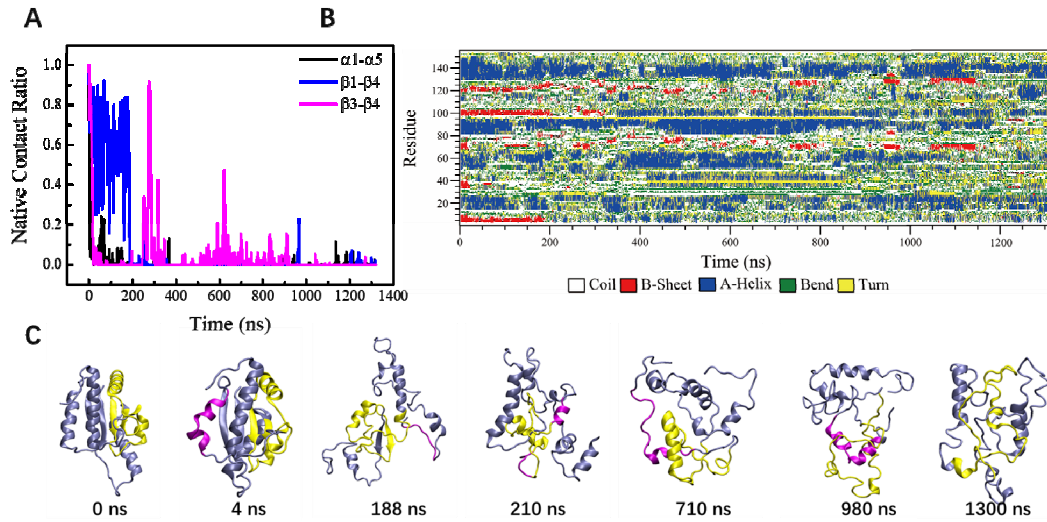 A
B
α1-α5
β1-β4
β3-β4
1.0
0.8
0.6
0.4
0.2
0.0
Native Contact Ratio
0 200 400 600 800 1000 1200 1400
Time (ns)
140
120
100
80
60
40
20
Residue
0 200 400 600 800 1000 1200
Time (ns)
Coil B-Sheet A-Helix Bend Turn
C
0 ns 4 ns 188 ns 210 ns 710 ns 980 ns 1300 ns